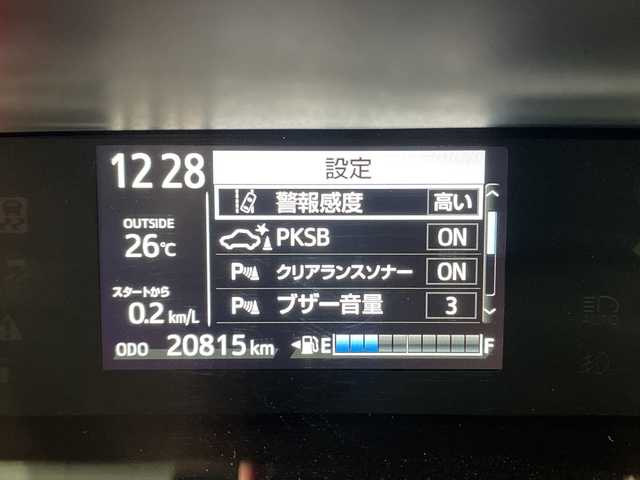 12 28
設定
警報感度 高い
OUTSIDE
26℃
PKSB ON
P クリアランスソナー ON
スタートから
0.2 km/L
P ブザー音量 3
ODO 20815 km
E F